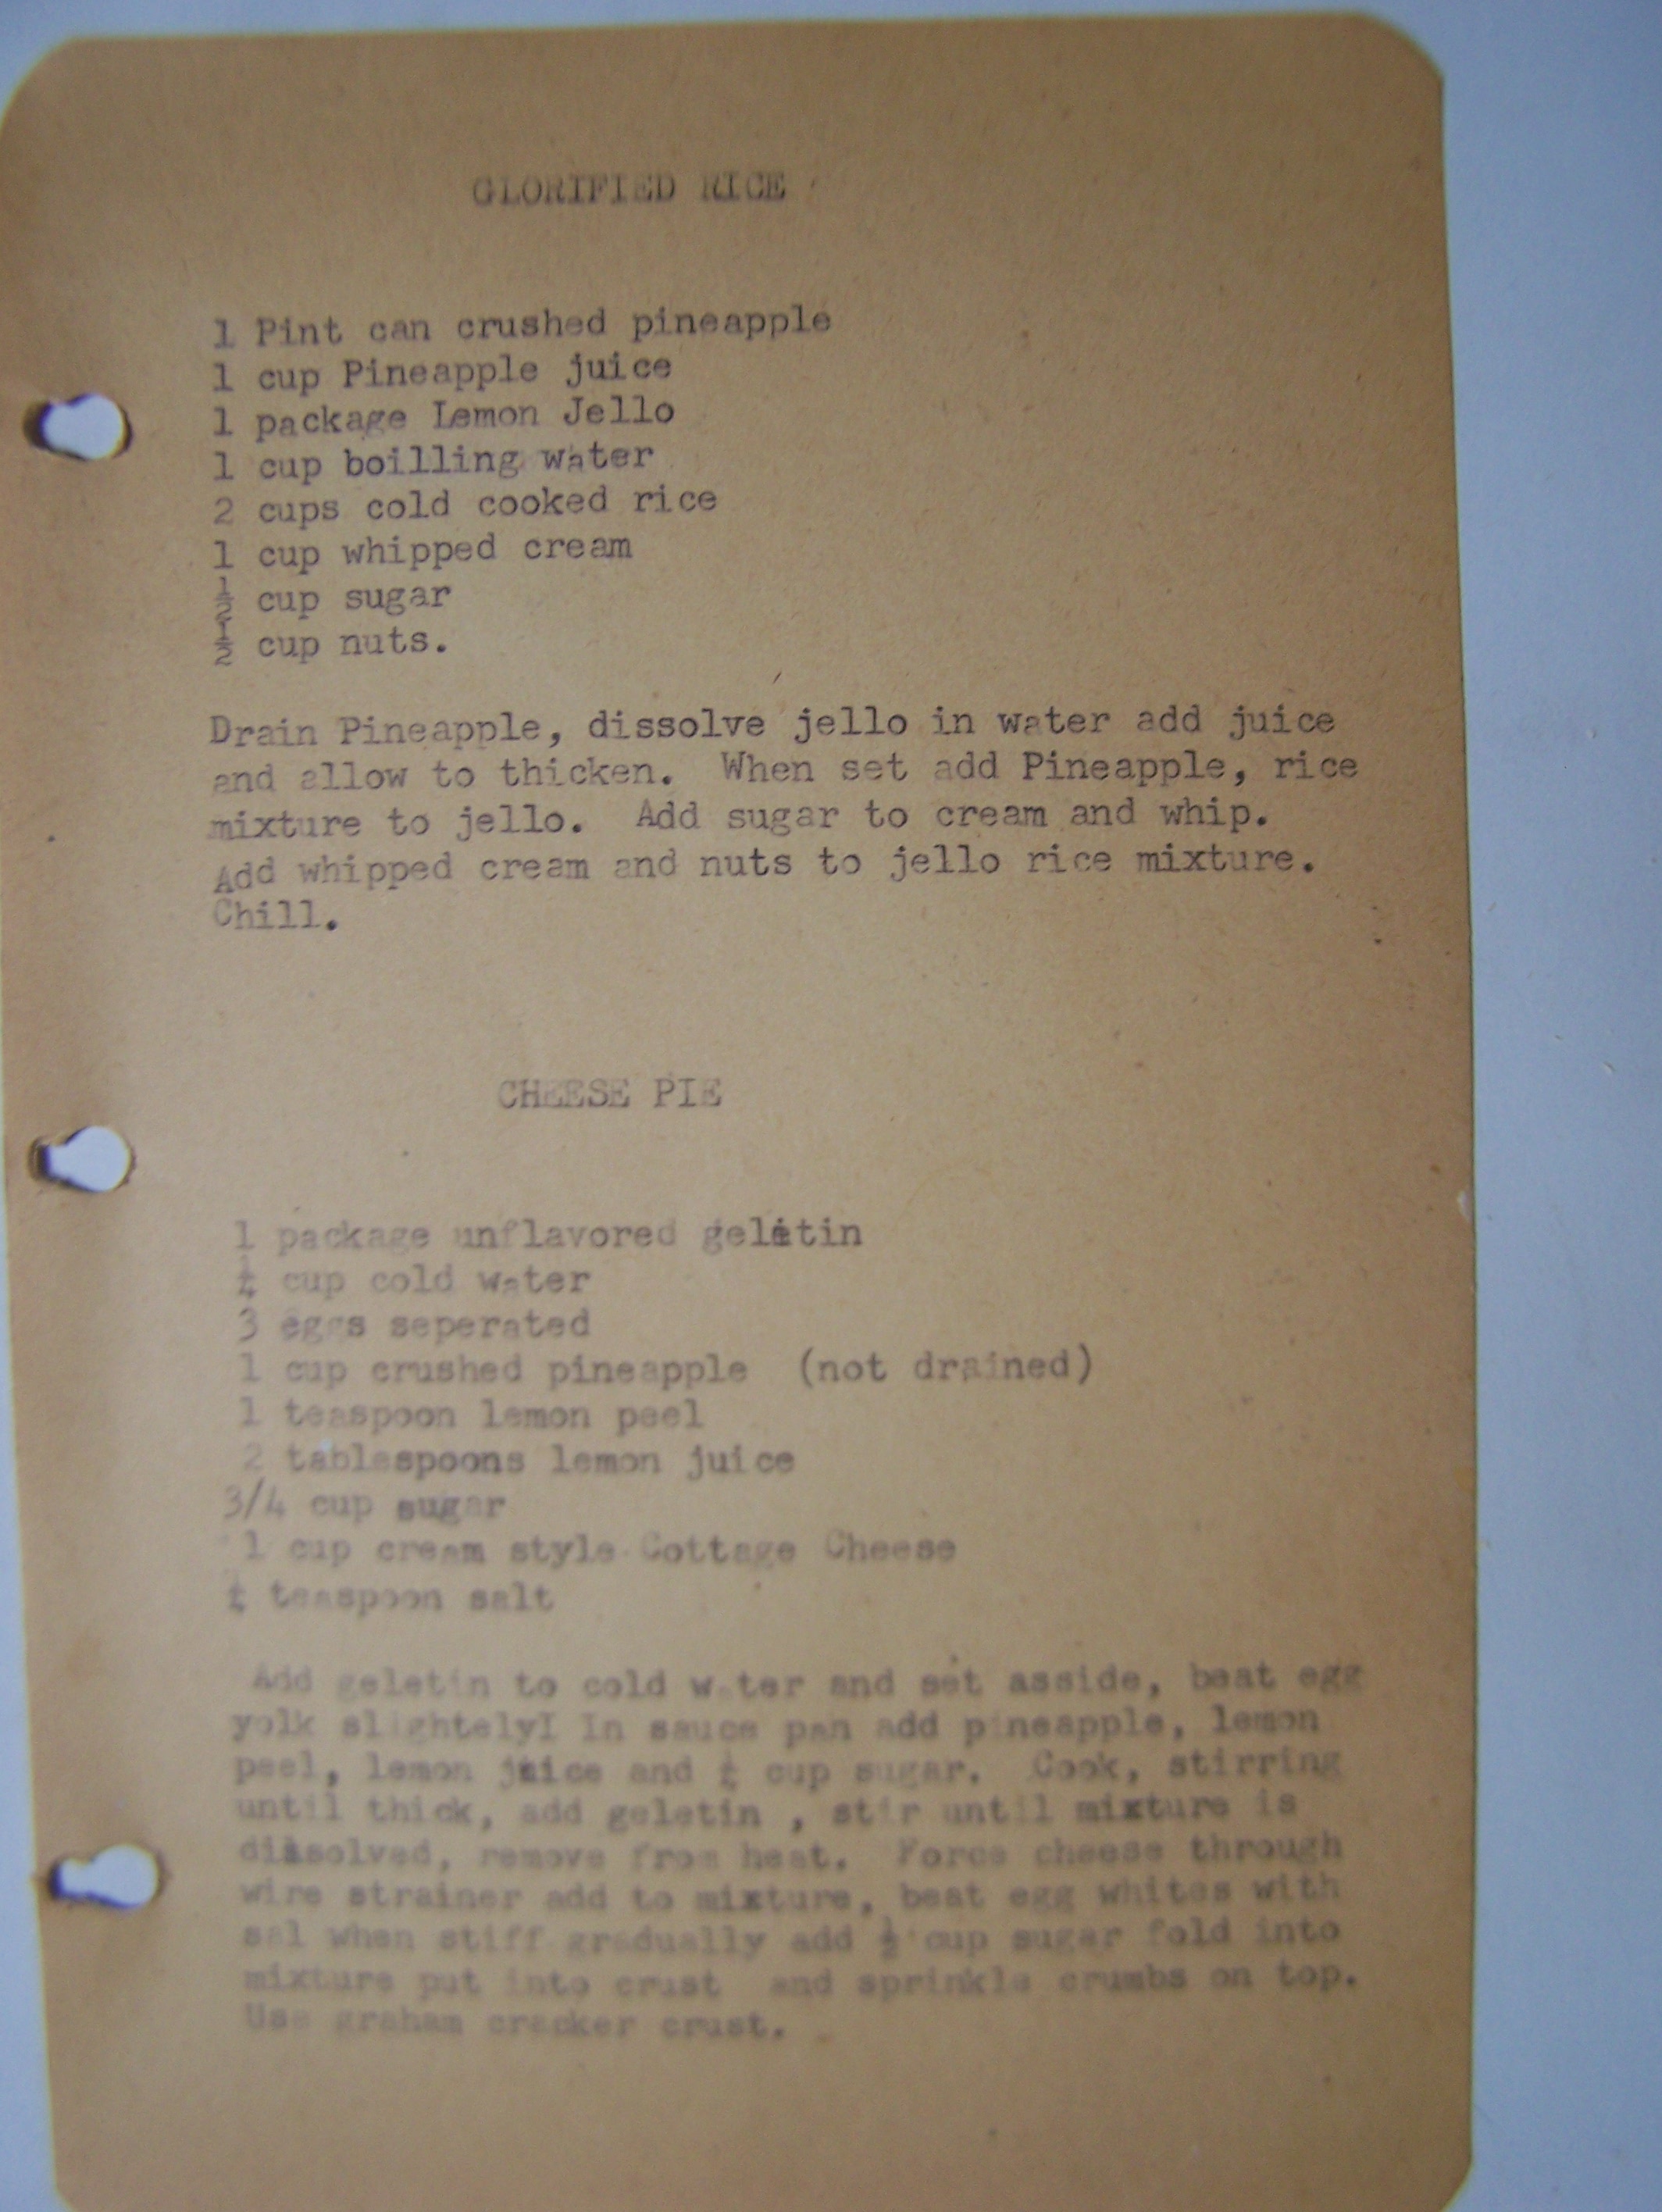 GLORIFIED RICE
1 Pint can crushed pineapple
1 cup Pineapple juice
1 package Lemon Jello
1 cup boilling water
2 cups cold cooked rice
1 cup whipped cream
½ cup sugar
½ cup nuts.
Drain Pineapple, dissolve jello in water add juice
and allow to thicken. When set add Pineapple, rice
mixture to jello. Add sugar to cream and whip.
Add whipped cream and nuts to jello rice mixture.
Chill.
CHEESE PIE
1 package unflavored geletin
¼ cup cold water
3 eggs seperated
1 cup crushed pineapple (not drained)
1 teaspoon lemon peel
2 tablespoons lemon juice
3/4 cup sugar
1 cup cream style Cottage Cheese
¼ teaspoon salt
Add geletin to cold water and set asside, beat egg
yolk slightelyI In sauce pan add pineapple, lemon
peel, lemon juice and ¼ cup sugar. Cook, stirring
until thick, add geletin , stir until mixture is
dissolved, remove from heat. Force cheese through
wire strainer add to mixture, beat egg whites with
sal when stiff gradually add ½ cup sugar fold into
mixture put into crust and sprinkle crumbs on top.
Use graham cracker crust.